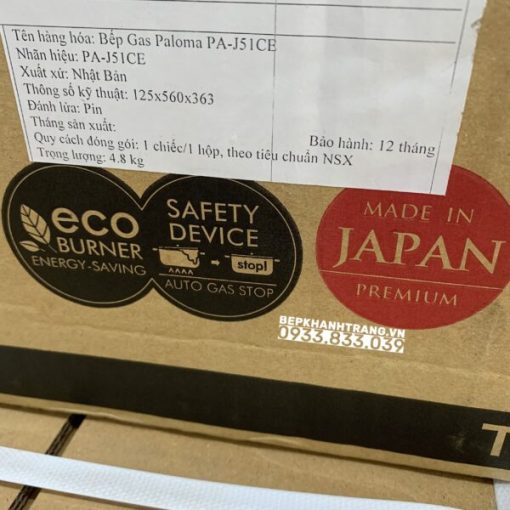 Tên hàng hóa: Bếp Gas Paloma PA-J51CE
Nhãn hiệu: PA-J51CE
Xuất xứ: Nhật Bản
Thông số kỹ thuật: 125x560x363
Đánh lửa: Pin
Tháng sản xuất:
Bảo hành: 12 tháng
Quy cách đóng gói: 1 chiếc/1 hộp, theo tiêu chuẩn NSX
Trọng lượng: 4.8 kg
eco
BURNER
ENERGY-SAVING
SAFETY
DEVICE
stop!
AUTO GAS STOP
MADE IN
JAPAN
PREMIUM
BEPKHANHTRANG.VN
0933.833.039